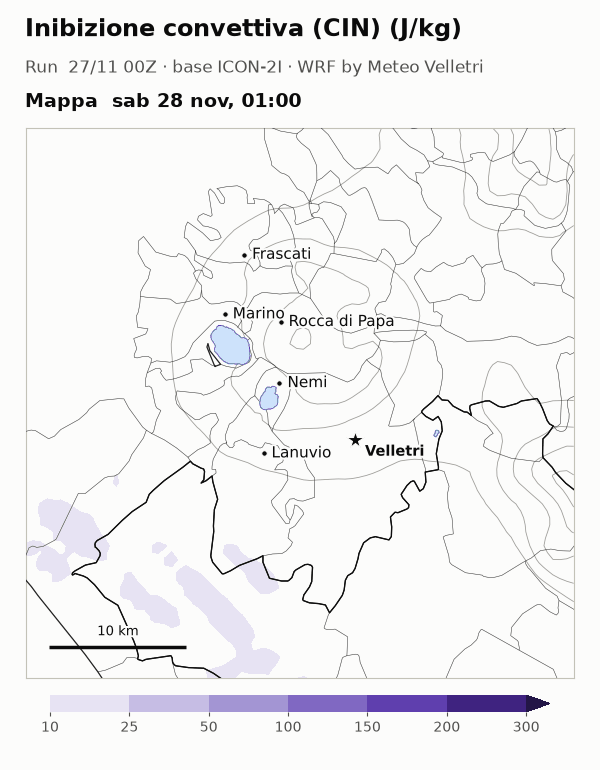 Inibizione convettiva (CIN) (J/kg)
Run  27/11 00Z · base ICON-2I · WRF by Meteo Velletri
Mappa  sab 28 nov, 01:00
Frascati
Marino
Rocca di Papa
Nemi
Velletri
Lanuvio
10 km
10 25 50 100 150 200 300